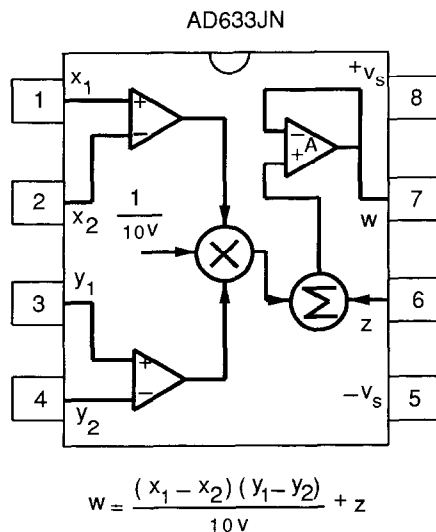 AD633JN
1
2
3
4
x₁
x₂
y₁
y₂
1
10V
+
−
+
−
×
−
+
A
Σ
+vₛ
w
z
−vₛ
8
7
6
5
w = (x₁ − x₂)(y₁ − y₂) / 10V + z